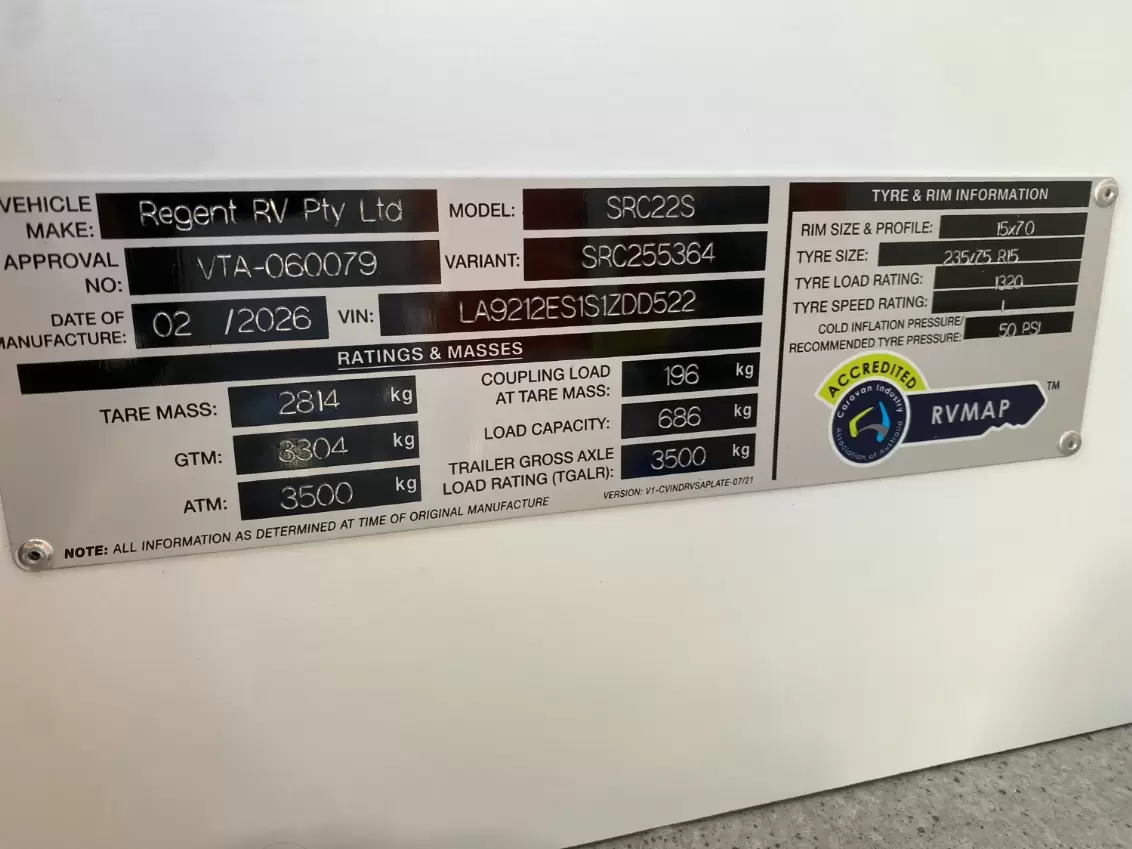 VEHICLE MAKE: Regent RV Pty Ltd
MODEL: SRC22S
APPROVAL NO: VTA-060079
VARIANT: SRC255364
DATE OF MANUFACTURE: 02 /2026
VIN: LA9212ES1S1ZDD522
RATINGS & MASSES
TARE MASS: 2814 kg
GTM: 3304 kg
ATM: 3500 kg
COUPLING LOAD AT TARE MASS: 196 kg
LOAD CAPACITY: 686 kg
TRAILER GROSS AXLE LOAD RATING (TGALR): 3500 kg
VERSION: V1-CVINDRVSAPLATE-07/21
NOTE: ALL INFORMATION AS DETERMINED AT TIME OF ORIGINAL MANUFACTURE
TYRE & RIM INFORMATION
RIM SIZE & PROFILE: 15x7.0
TYRE SIZE: 235/75 R15
TYRE LOAD RATING: 1320
TYRE SPEED RATING: L
COLD INFLATION PRESSURE/
RECOMMENDED TYRE PRESSURE: 50 PSI
ACCREDITED
Caravan Industry
Association of Australia
RVMAP TM